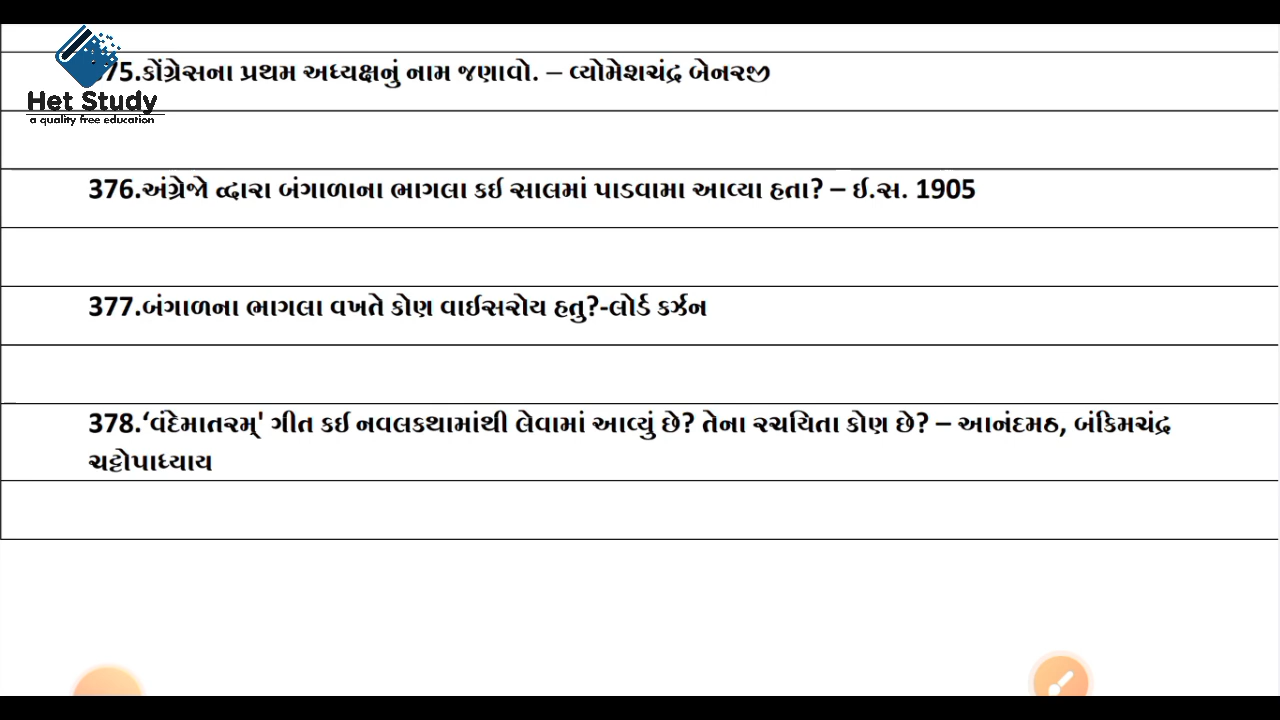 75.કોંગ્રેસના પ્રથમ અધ્યક્ષનું નામ જણાવો. – વ્યોમેશચંદ્ર બેનરજી
Het Study
a quality free education
376.અંગ્રેજો દ્વારા બંગાળાના ભાગલા કઈ સાલમાં પાડવામા આવ્યા હતા? – ઈ.સ. 1905
377.બંગાળના ભાગલા વખતે કોણ વાઈસરોય હતુ?-લોર્ડ કર્ઝન
378.‘વંદેમાતરમ્' ગીત કઈ નવલકથામાંથી લેવામાં આવ્યું છે? તેના રચયિતા કોણ છે? – આનંદમઠ, બંકિમચંદ્ર
ચટ્ટોપાધ્યાય